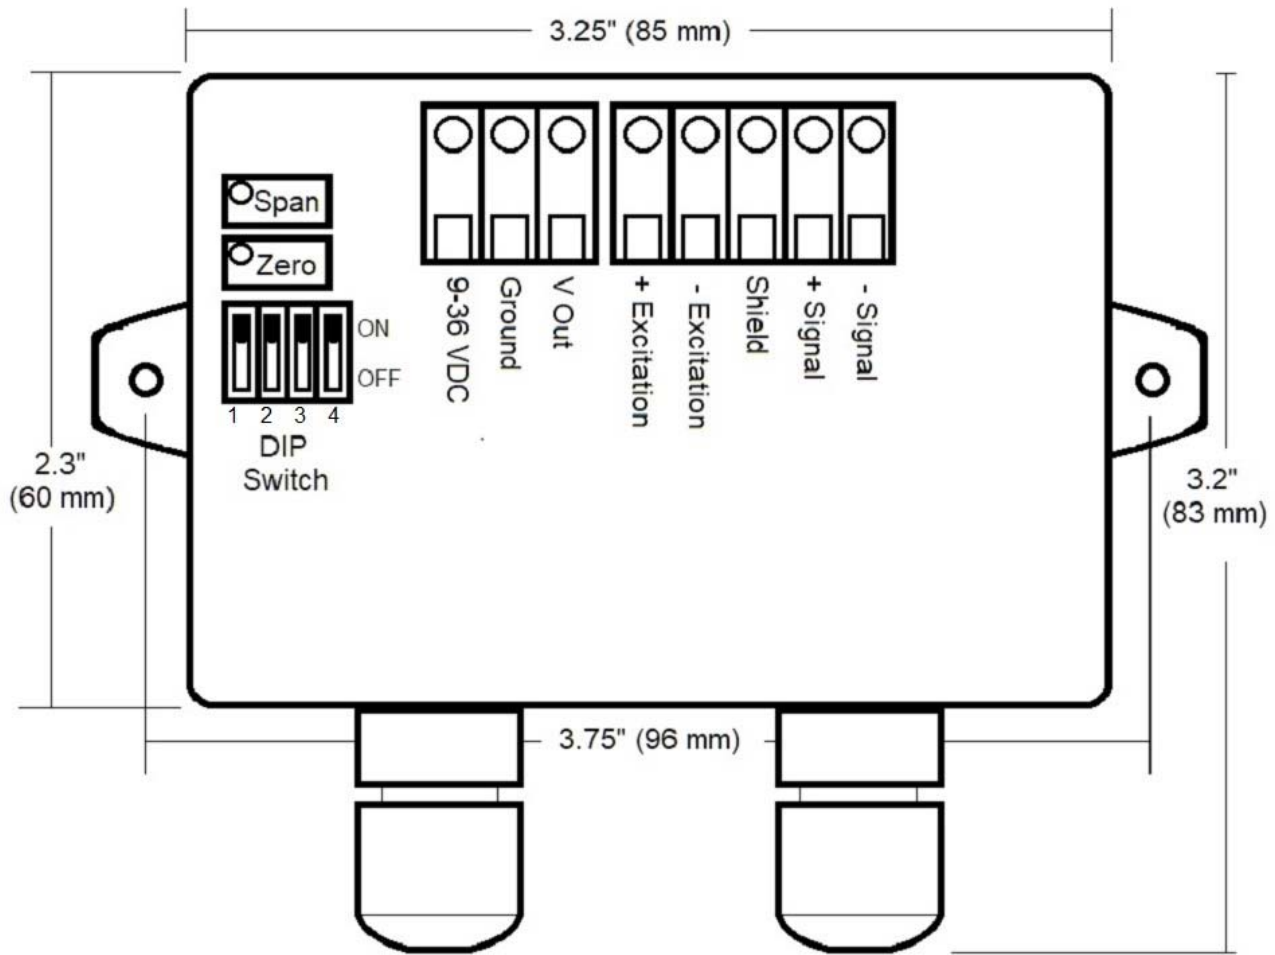 3.25" (85 mm)
Span
Zero
ON
OFF
1 2 3 4
DIP
Switch
9-36 VDC
Ground
V Out
+ Excitation
- Excitation
Shield
+ Signal
- Signal
2.3"
(60 mm)
3.2"
(83 mm)
3.75" (96 mm)